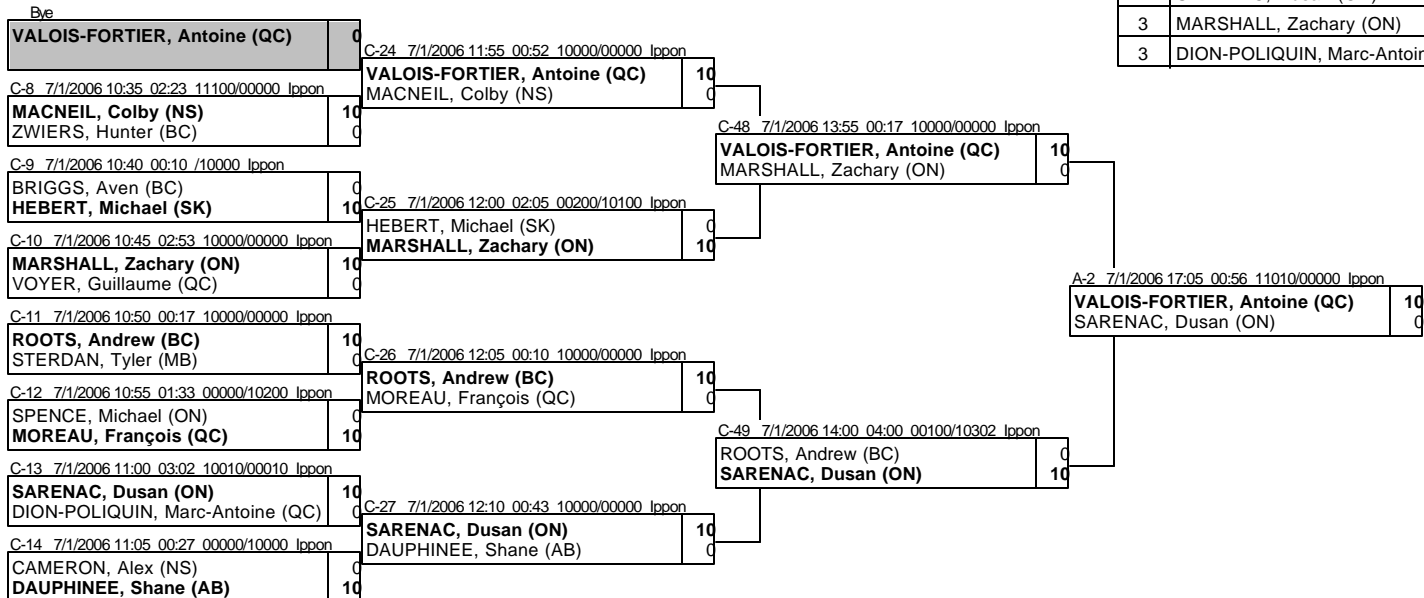 3 MARSHALL, Zachary (ON)
3 DION-POLIQUIN, Marc-Antoin
Bye
VALOIS-FORTIER, Antoine (QC) 0
C-8 7/1/2006 10:35 02:23 11100/00000 Ippon
MACNEIL, Colby (NS) 10
ZWIERS, Hunter (BC) 0
C-9 7/1/2006 10:40 00:10 /10000 Ippon
BRIGGS, Aven (BC) 0
HEBERT, Michael (SK) 10
C-10 7/1/2006 10:45 02:53 10000/00000 Ippon
MARSHALL, Zachary (ON) 10
VOYER, Guillaume (QC) 0
C-11 7/1/2006 10:50 00:17 10000/00000 Ippon
ROOTS, Andrew (BC) 10
STERDAN, Tyler (MB) 0
C-12 7/1/2006 10:55 01:33 00000/10200 Ippon
SPENCE, Michael (ON) 0
MOREAU, François (QC) 10
C-13 7/1/2006 11:00 03:02 10010/00010 Ippon
SARENAC, Dusan (ON) 10
DION-POLIQUIN, Marc-Antoine (QC) 0
C-14 7/1/2006 11:05 00:27 00000/10000 Ippon
CAMERON, Alex (NS) 0
DAUPHINEE, Shane (AB) 10
C-24 7/1/2006 11:55 00:52 10000/00000 Ippon
VALOIS-FORTIER, Antoine (QC) 10
MACNEIL, Colby (NS) 0
C-25 7/1/2006 12:00 02:05 00200/10100 Ippon
HEBERT, Michael (SK) 0
MARSHALL, Zachary (ON) 10
C-26 7/1/2006 12:05 00:10 10000/00000 Ippon
ROOTS, Andrew (BC) 10
MOREAU, François (QC) 0
C-27 7/1/2006 12:10 00:43 10000/00000 Ippon
SARENAC, Dusan (ON) 10
DAUPHINEE, Shane (AB) 0
C-48 7/1/2006 13:55 00:17 10000/00000 Ippon
VALOIS-FORTIER, Antoine (QC) 10
MARSHALL, Zachary (ON) 0
C-49 7/1/2006 14:00 04:00 00100/10302 Ippon
ROOTS, Andrew (BC) 0
SARENAC, Dusan (ON) 10
A-2 7/1/2006 17:05 00:56 11010/00000 Ippon
VALOIS-FORTIER, Antoine (QC) 10
SARENAC, Dusan (ON) 0